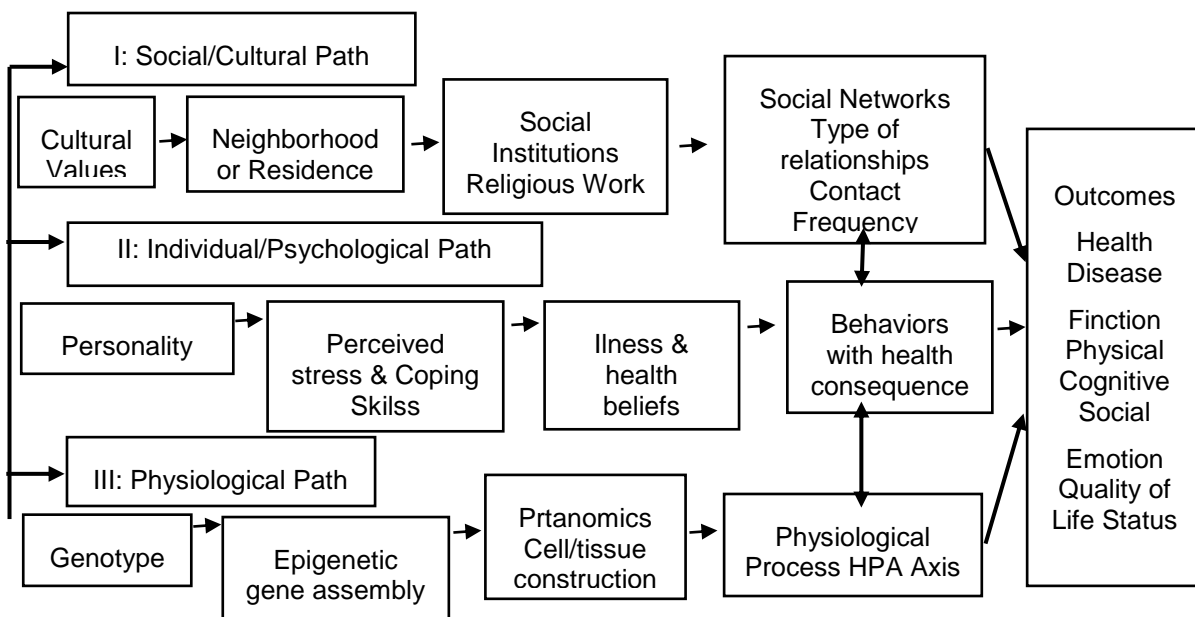 I: Social/Cultural Path
Cultural
Values
Neighborhood
or Residence
Social
Institutions
Religious Work
Social Networks
Type of
relationships
Contact
Frequency
II: Individual/Psychological Path
Personality
Perceived
stress & Coping
Skilss
Ilness &
health
beliefs
Behaviors
with health
consequence
III: Physiological Path
Genotype
Epigenetic
gene assembly
Prtanomics
Cell/tissue
construction
Physiological
Process HPA Axis
Outcomes
Health
Disease
Finction
Physical
Cognitive
Social
Emotion
Quality of
Life Status